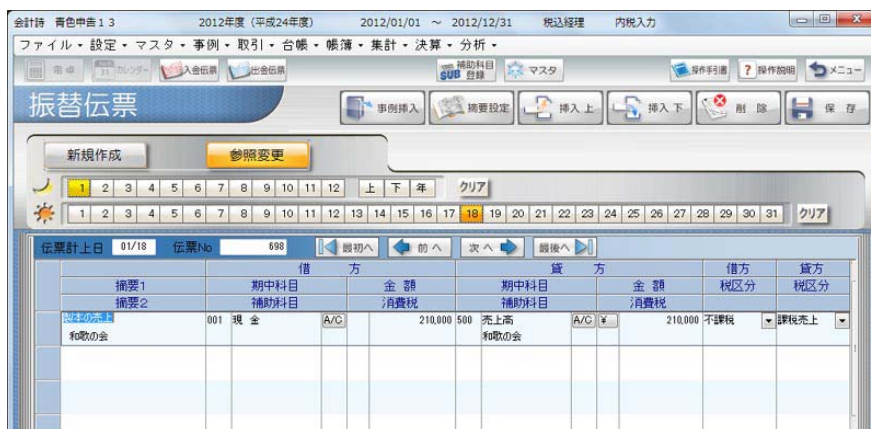 会計詩 青色申告13 2012年度(平成24年度) 2012/01/01 ～ 2012/12/31 税込経理 内税入力
ファイル・設定・マスタ・事例・取引・台帳・帳簿・集計・決算・分析・
電卓 カレンダー 入金伝票 出金伝票 SUB 補助科目登録 マスタ 操作手引書 ? 操作説明 メニュー
振替伝票 事例挿入 摘要設定 挿入上 挿入下 削除 保存
新規作成 参照変更
1 2 3 4 5 6 7 8 9 10 11 12 上 下 年 クリア
1 2 3 4 5 6 7 8 9 10 11 12 13 14 15 16 17 18 19 20 21 22 23 24 25 26 27 28 29 30 31 クリア
伝票計上日 01/18 伝票No 698 最初へ 前へ 次へ 最後へ
借方 貸方 借方 貸方
摘要1 期中科目 金額 期中科目 金額 税区分 税区分
摘要2 補助科目 消費税 補助科目 消費税
製本の売上 001 現金 A/C 210,000 500 売上高 A/C ¥ 210,000 不課税 課税売上
和歌の会 和歌の会